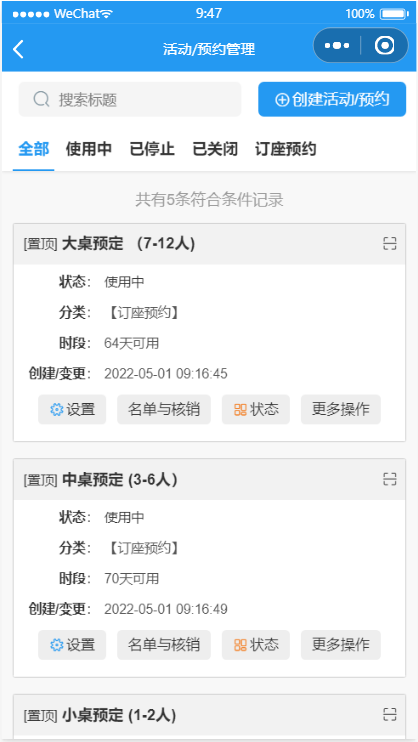 WeChat 9:47 100%
活动/预约管理
搜索标题 创建活动/预约
全部 使用中 已停止 已关闭 订座预约
共有5条符合条件记录
[置顶] 大桌预定 （7-12人)
状态： 使用中
分类： 【订座预约】
时段： 64天可用
创建/变更： 2022-05-01 09:16:45
设置 名单与核销 状态 更多操作
[置顶] 中桌预定 (3-6人）
状态： 使用中
分类： 【订座预约】
时段： 70天可用
创建/变更： 2022-05-01 09:16:49
设置 名单与核销 状态 更多操作
[置顶] 小桌预定 (1-2人)